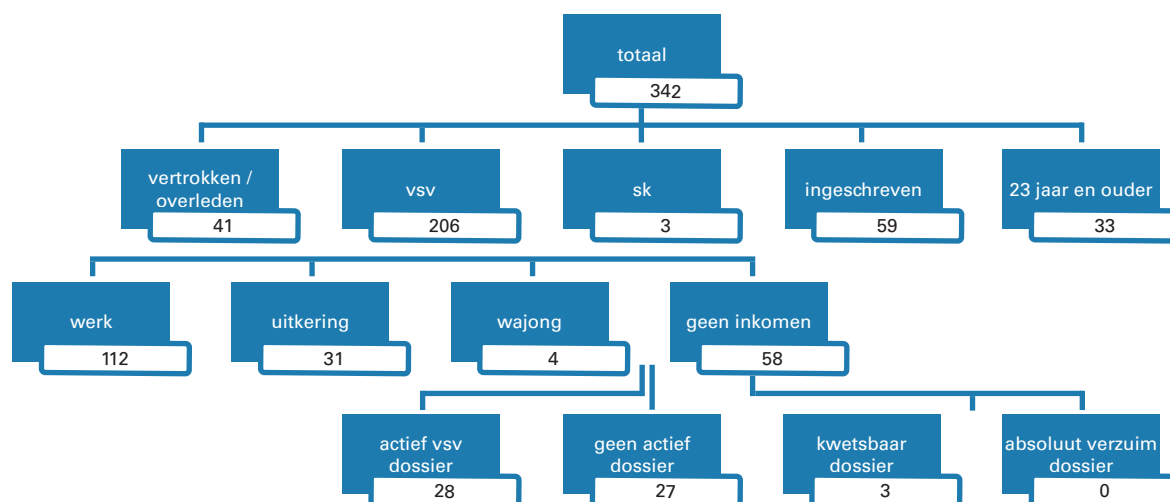 totaal
342
vertrokken /
overleden
41
vsv
206
sk
3
ingeschreven
59
23 jaar en ouder
33
werk
112
uitkering
31
wajong
4
geen inkomen
58
actief vsv
dossier
28
geen actief
dossier
27
kwetsbaar
dossier
3
absoluut verzuim
dossier
0